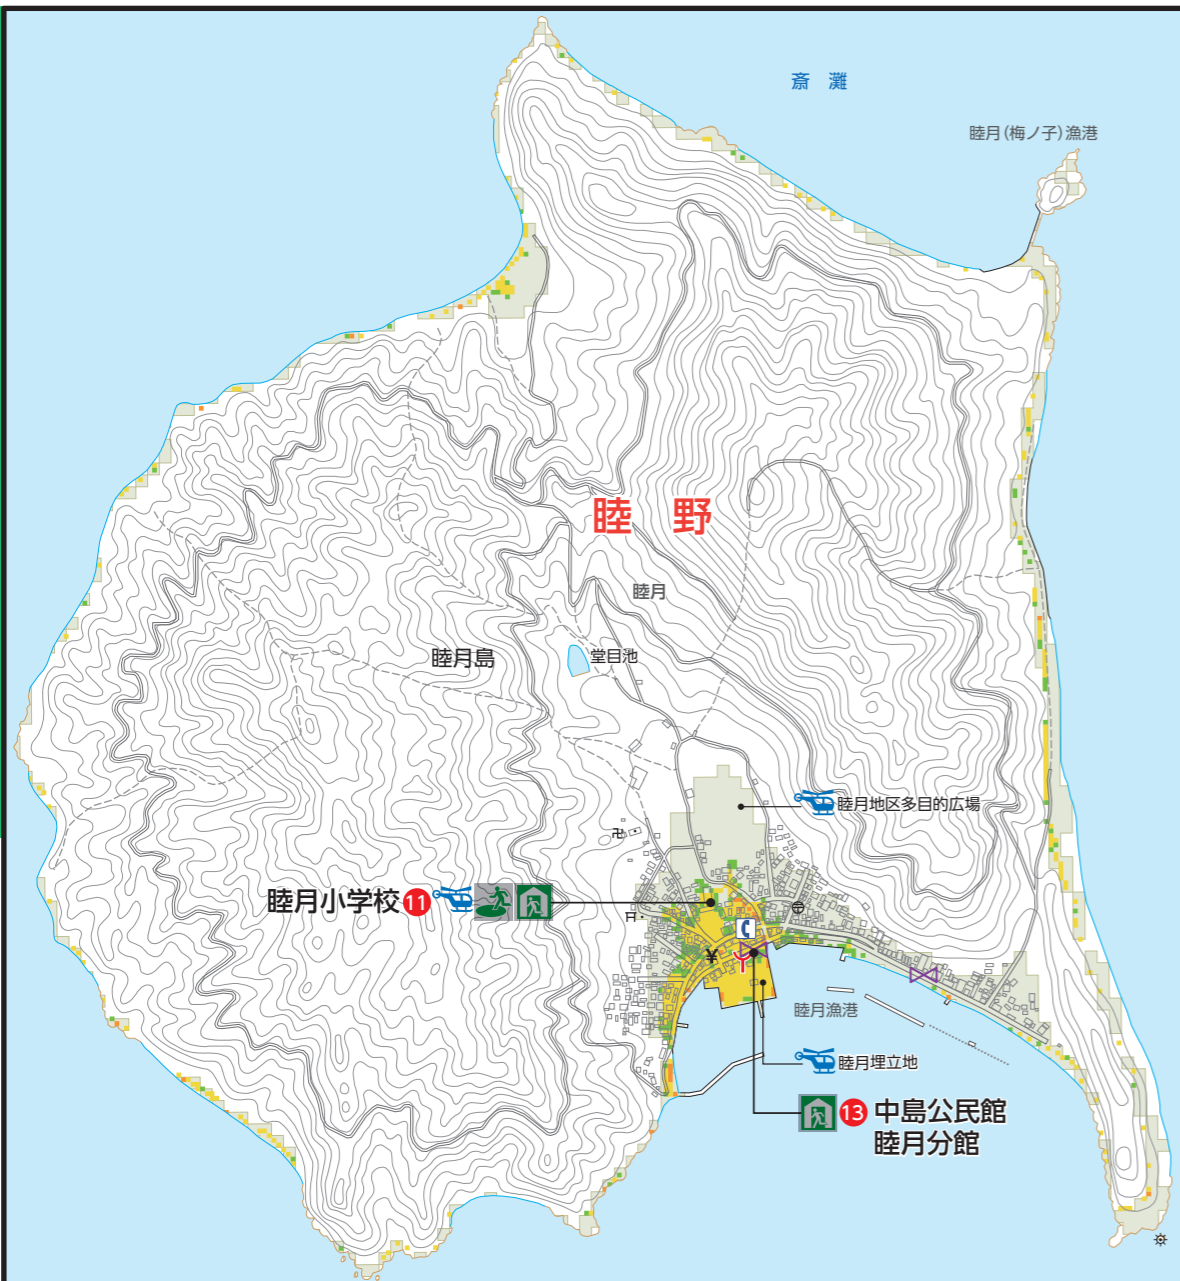 斎灘
睦月(梅ノ子)漁港
睦野
睦月
睦月島
堂目池
睦月地区多目的広場
睦月小学校 11
¥
睦月漁港
睦月埋立地
13 中島公民館
睦月分館